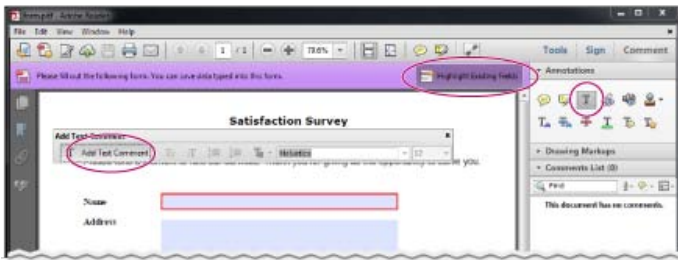 form.pdf - Adobe Reader
File Edit View Window Help
1 / 1
78.6%
Tools Sign Comment
Please fill out the following form. You can save data typed into this form.
Highlight Existing Fields
Annotations
T
Satisfaction Survey
Add Text Comment
T Add Text Comment
Helvetica
12
you.
Drawing Markups
Comments List (0)
Find
Name
This document has no comments.
Address